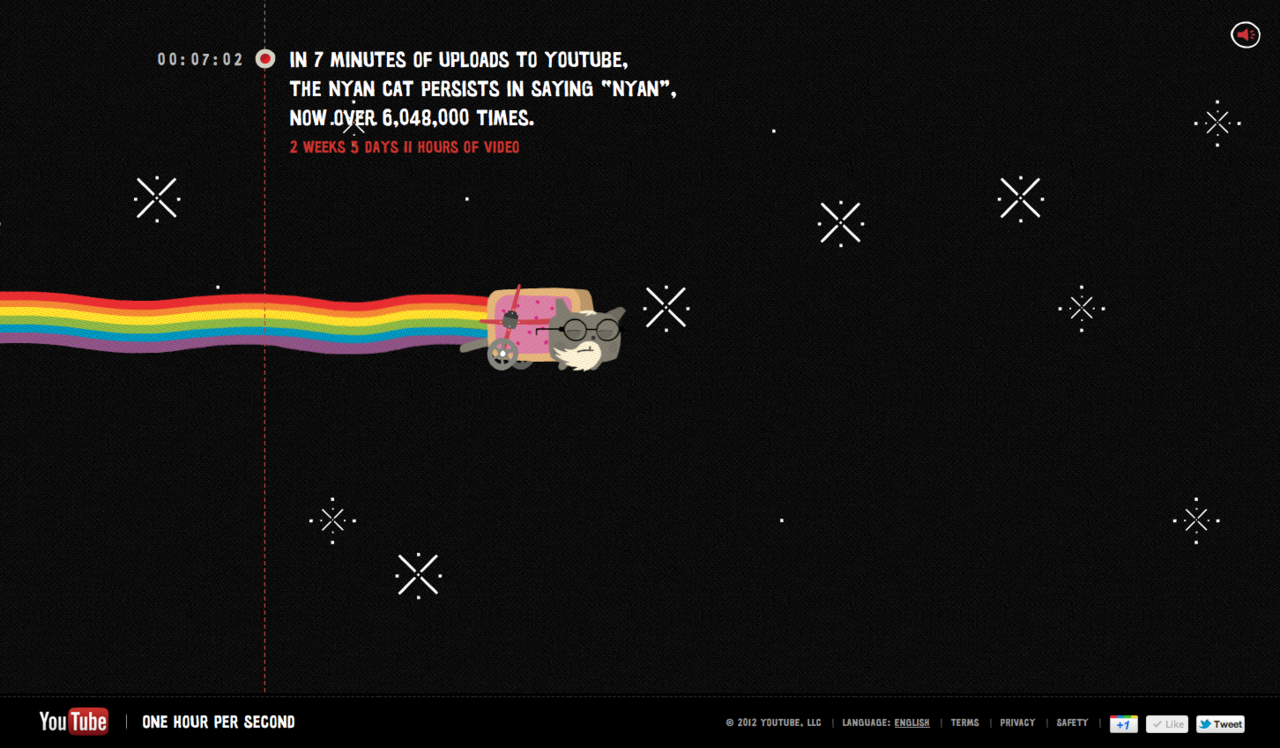 00:07:02
IN 7 MINUTES OF UPLOADS TO YOUTUBE,
THE NYAN CAT PERSISTS IN SAYING "NYAN",
NOW OVER 6,048,000 TIMES.
2 WEEKS 5 DAYS 11 HOURS OF VIDEO
YouTube | ONE HOUR PER SECOND
© 2012 YOUTUBE, LLC | LANGUAGE: ENGLISH | TERMS | PRIVACY | SAFETY | +1 Like Tweet